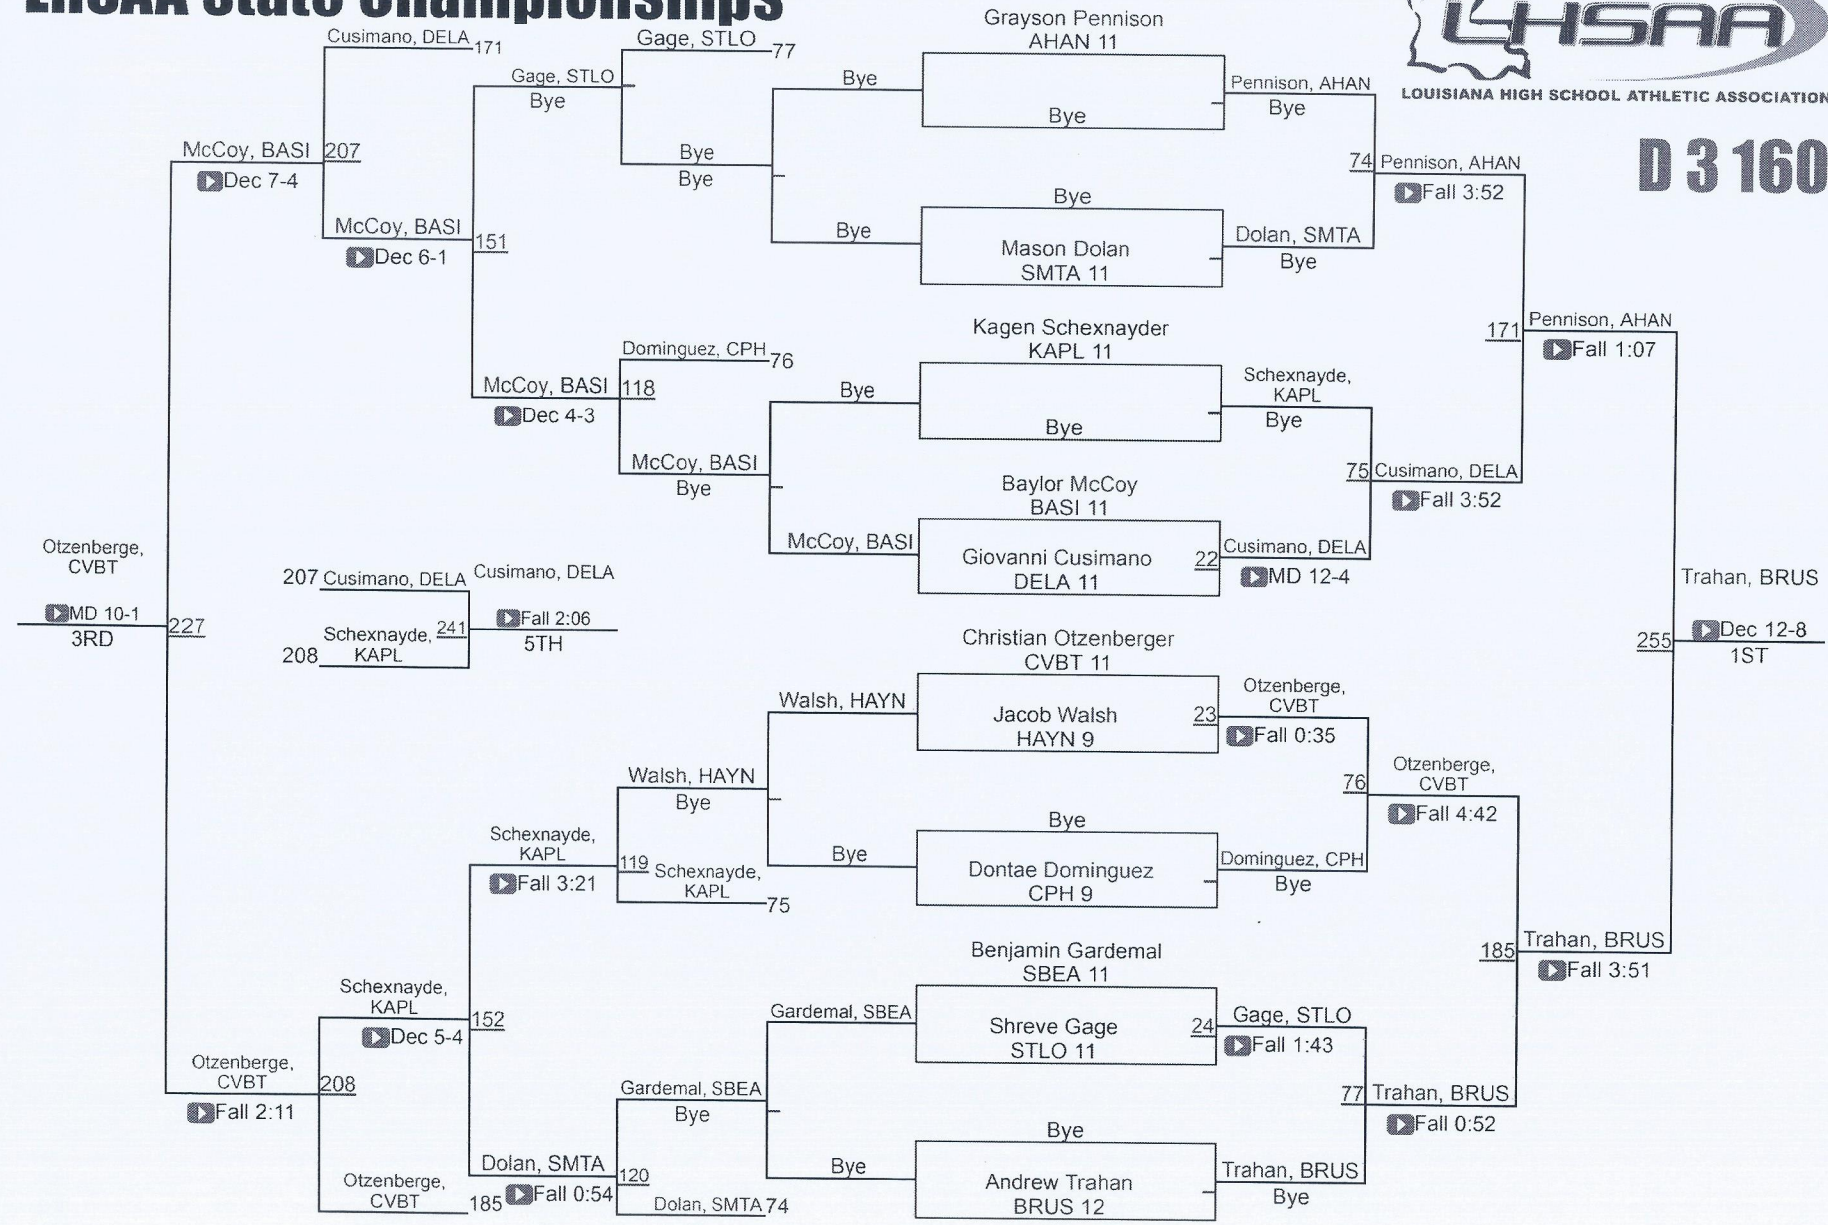 LHSAA State Championships
LHSAA
LOUISIANA HIGH SCHOOL ATHLETIC ASSOCIATION
D 3 160
Cusimano, DELA 171
Gage, STLO 77
Gage, STLO
Bye
McCoy, BASI 207
Dec 7-4
McCoy, BASI 151
Dec 6-1
Bye
Bye
Dominguez, CPH 76
McCoy, BASI 118
Dec 4-3
McCoy, BASI
Bye
Bye
Bye
Bye
McCoy, BASI
Grayson Pennison
AHAN 11
Bye
Pennison, AHAN
Bye
Bye
Mason Dolan
SMTA 11
Dolan, SMTA
Bye
74 Pennison, AHAN
Fall 3:52
Kagen Schexnayder
KAPL 11
Bye
Schexnayde,
KAPL
Bye
Baylor McCoy
BASI 11
Giovanni Cusimano
DELA 11
22 Cusimano, DELA
MD 12-4
75 Cusimano, DELA
Fall 3:52
171 Pennison, AHAN
Fall 1:07
Otzenberge,
CVBT
MD 10-1
3RD
227
207 Cusimano, DELA
Schexnayde,
208 KAPL
241
Cusimano, DELA
Fall 2:06
5TH
Trahan, BRUS
255
Dec 12-8
1ST
Christian Otzenberger
CVBT 11
Walsh, HAYN
Jacob Walsh
HAYN 9
23
Otzenberge,
CVBT
Fall 0:35
Walsh, HAYN
Bye
Bye
Bye
Dontae Dominguez
CPH 9
Dominguez, CPH
Bye
76
Otzenberge,
CVBT
Fall 4:42
Schexnayde,
KAPL
Fall 3:21
119
Schexnayde,
KAPL
75
Benjamin Gardemal
SBEA 11
Gardemal, SBEA
Shreve Gage
STLO 11
24
Gage, STLO
Fall 1:43
185 Trahan, BRUS
Fall 3:51
Schexnayde,
KAPL
Dec 5-4
152
Otzenberge,
CVBT
Fall 2:11
208
Gardemal, SBEA
Bye
77 Trahan, BRUS
Fall 0:52
Bye
Bye
Andrew Trahan
BRUS 12
Trahan, BRUS
Bye
Dolan, SMTA
Fall 0:54
120
Otzenberge,
CVBT
185
Dolan, SMTA 74